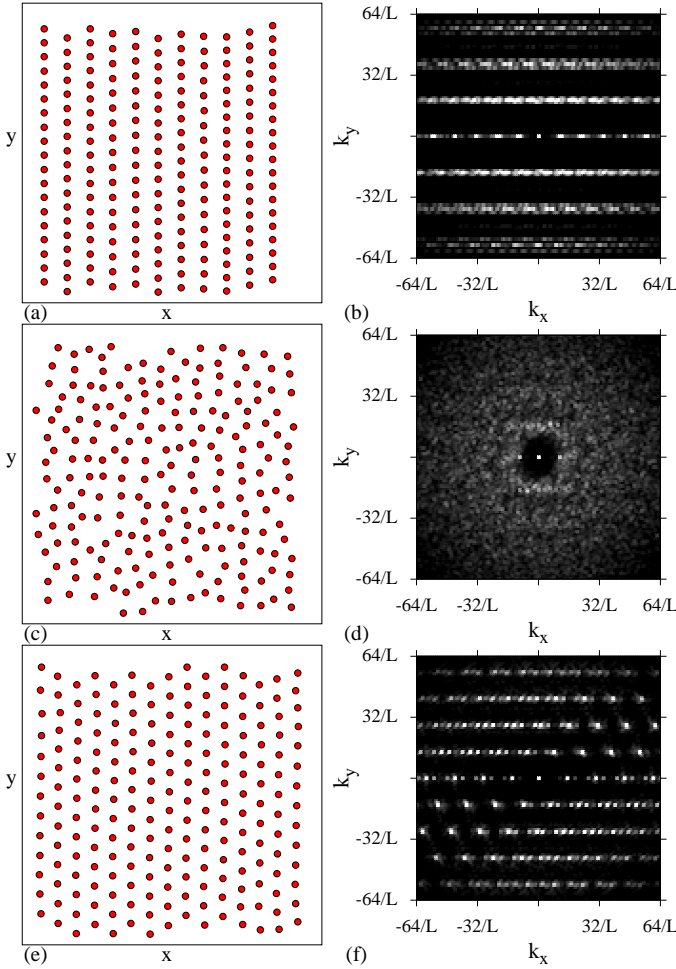 y
(a)
x
64/L
32/L
k_y
-32/L
-64/L
-64/L -32/L 32/L 64/L
(b)
k_x
y
(c)
x
64/L
32/L
k_y
-32/L
-64/L
-64/L -32/L 32/L 64/L
(d)
k_x
y
(e)
x
64/L
32/L
k_y
-32/L
-64/L
-64/L -32/L 32/L 64/L
(f)
k_x